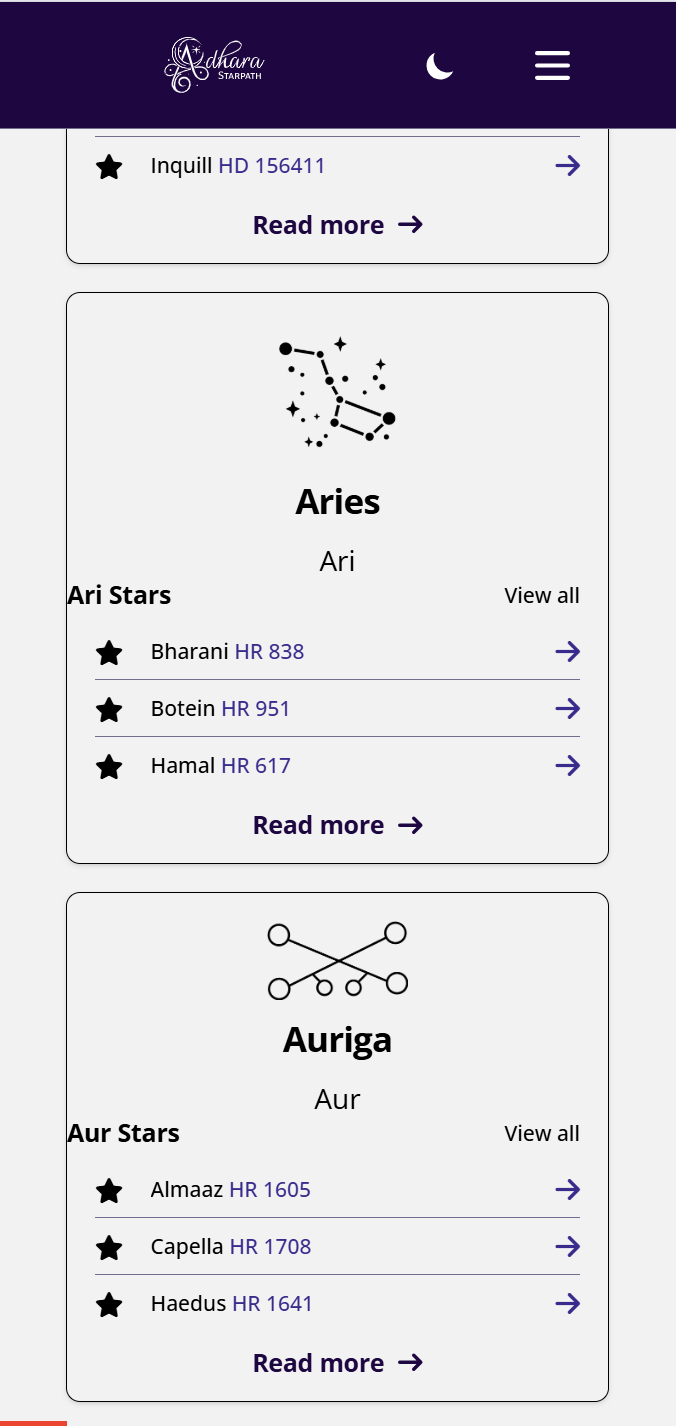 Adhara
STARPATH
Inquill HD 156411
Read more
Aries
Ari
Ari Stars View all
Bharani HR 838
Botein HR 951
Hamal HR 617
Read more
Auriga
Aur
Aur Stars View all
Almaaz HR 1605
Capella HR 1708
Haedus HR 1641
Read more